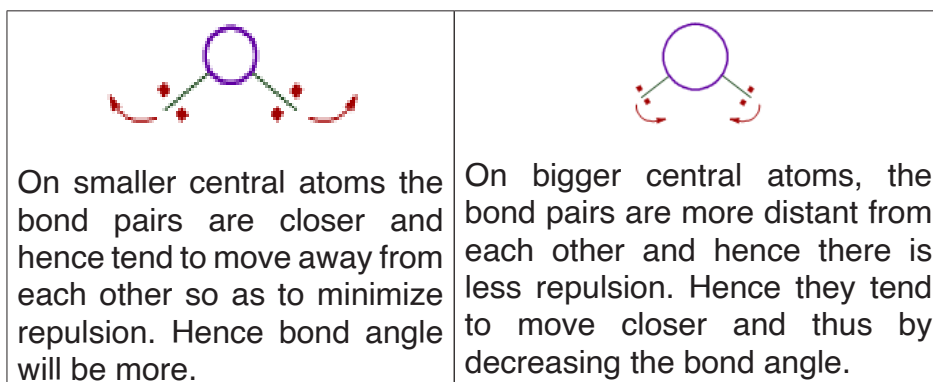 On smaller central atoms the
bond pairs are closer and
hence tend to move away from
each other so as to minimize
repulsion. Hence bond angle
will be more.
On bigger central atoms, the
bond pairs are more distant from
each other and hence there is
less repulsion. Hence they tend
to move closer and thus by
decreasing the bond angle.